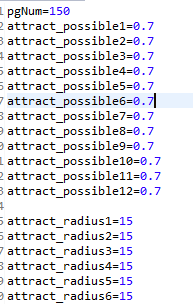 pgNum=150
attract_possible1=0.7
attract_possible2=0.7
attract_possible3=0.7
attract_possible4=0.7
attract_possible5=0.7
attract_possible6=0.7
attract_possible7=0.7
attract_possible8=0.7
attract_possible9=0.7
attract_possible10=0.7
attract_possible11=0.7
attract_possible12=0.7

attract_radius1=15
attract_radius2=15
attract_radius3=15
attract_radius4=15
attract_radius5=15
attract_radius6=15